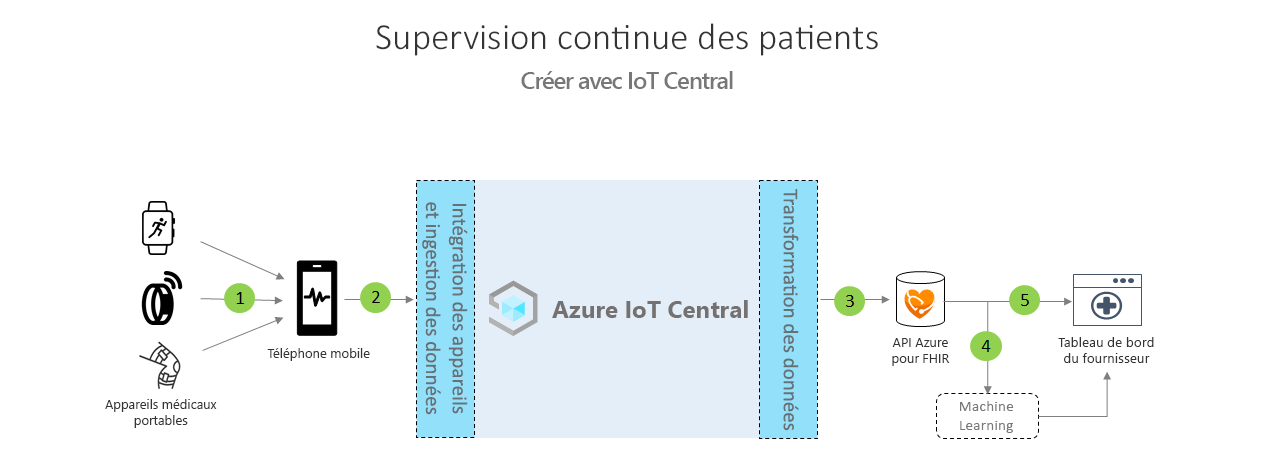 Supervision continue des patients
Créer avec IoT Central
Intégration des appareils
et ingestion des données
Transformation des données
1
2
Azure IoT Central
3
5
4
Téléphone mobile
API Azure
pour FHIR
Tableau de bord
du fournisseur
Appareils médicaux
portables
Machine
Learning